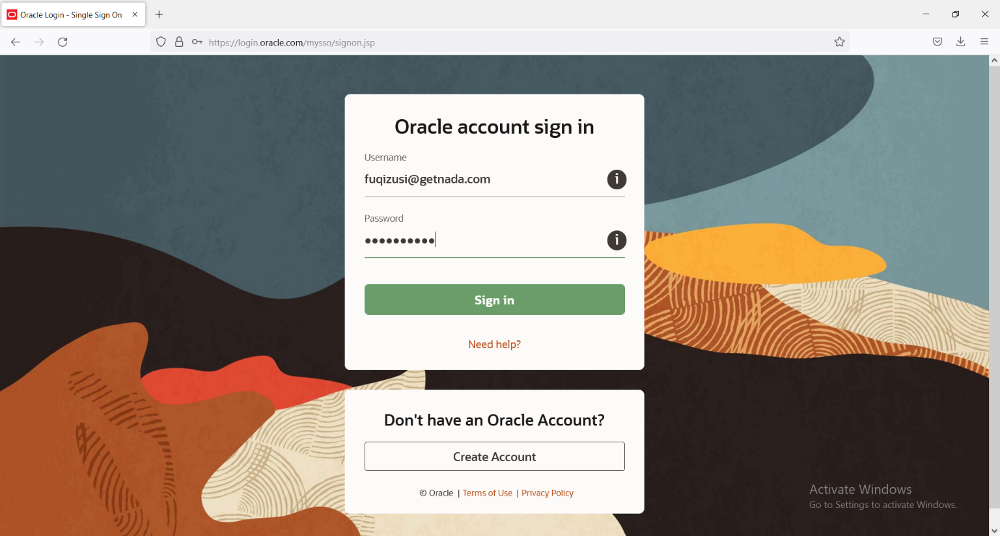 Oracle Login - Single Sign On
https://login.oracle.com/mysso/signon.jsp
Oracle account sign in
Username
fuqizusi@getnada.com
i
Password
••••••••••
i
Sign in
Need help?
Don't have an Oracle Account?
Create Account
© Oracle | Terms of Use | Privacy Policy
Activate Windows
Go to Settings to activate Windows.